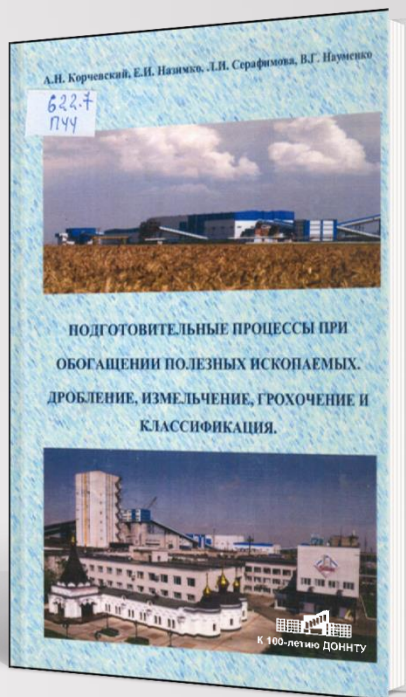 А.Н. Корчевский, Е.И. Назимко, Л.И. Серафимова, В.Г. Науменко
622.7
П44
ПОДГОТОВИТЕЛЬНЫЕ ПРОЦЕССЫ ПРИ
ОБОГАЩЕНИИ ПОЛЕЗНЫХ ИСКОПАЕМЫХ.
ДРОБЛЕНИЕ, ИЗМЕЛЬЧЕНИЕ, ГРОХОЧЕНИЕ И
КЛАССИФИКАЦИЯ.
К 100-летию ДОННТУ